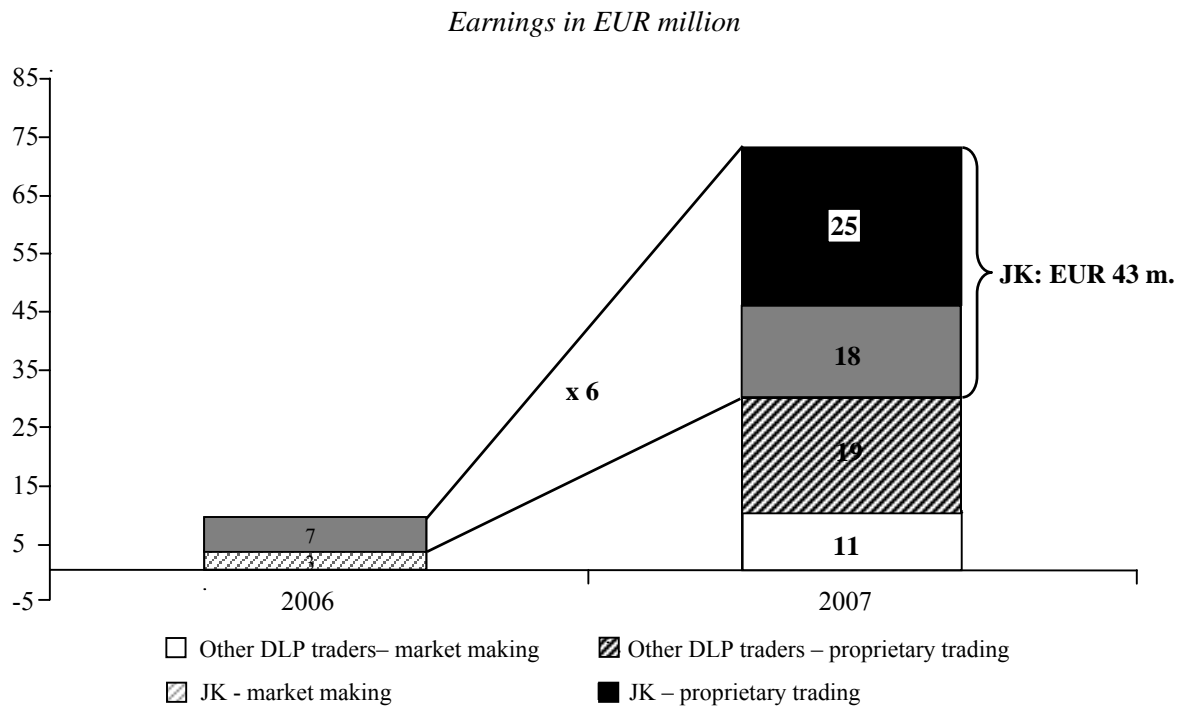 Earnings in EUR million
85
75
65
55
45
35
25
15
5
-5
25
18
19
11
JK: EUR 43 m.
x 6
7
3
2006
2007
Other DLP traders– market making
Other DLP traders – proprietary trading
JK - market making
JK – proprietary trading